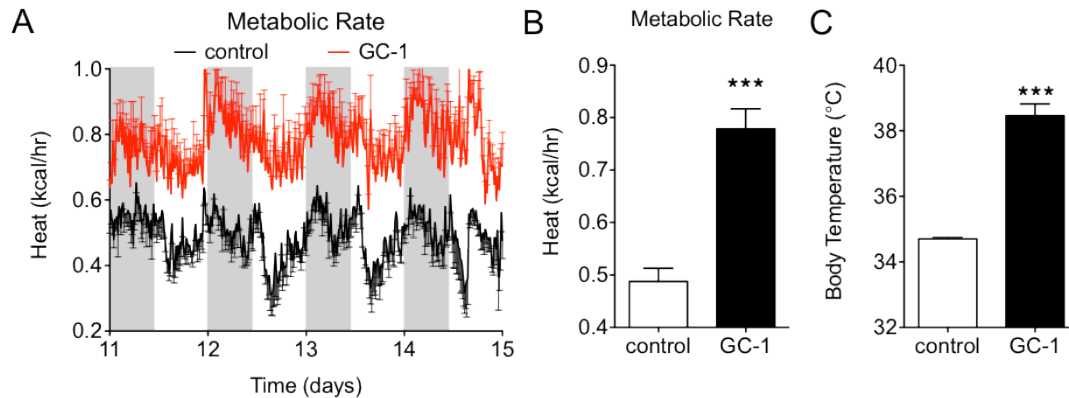 A
Metabolic Rate
control
GC-1
Heat (kcal/hr)
1.0
0.8
0.6
0.4
0.2
11
12
13
14
15
Time (days)
B
Metabolic Rate
***
Heat (kcal/hr)
0.9
0.8
0.7
0.6
0.5
0.4
control
GC-1
C
***
Body Temperature (°C)
40
38
36
34
32
control
GC-1